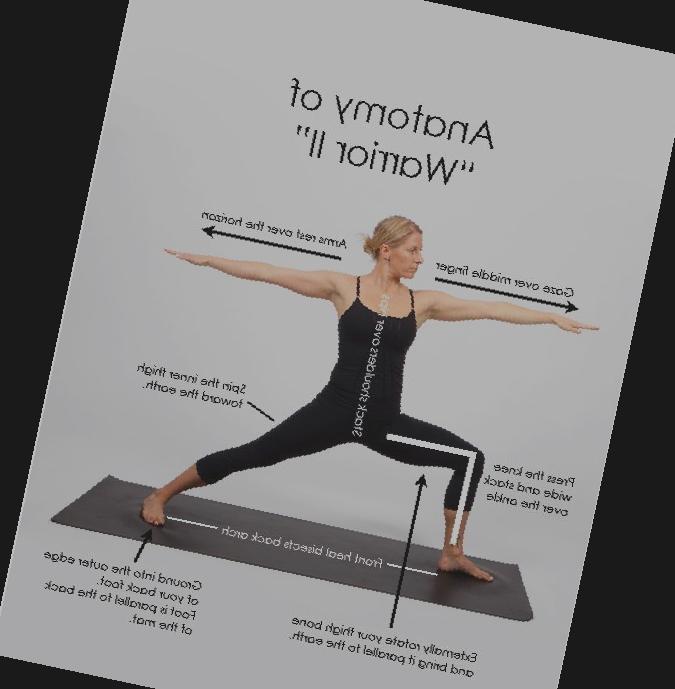 Anatomy of
"Warrior II"
Arms rest over the horizon
Gaze over middle finger
Stack shoulders over hips
Spin the inner thigh
toward the earth.
Press the knee
wide and stack
over the ankle
Front heal bisects back arch
Ground into the outer edge
of your back foot.
Foot is parallel to the back
of the mat.
Externally rotate your thigh bone
and bring it parallel to the earth.